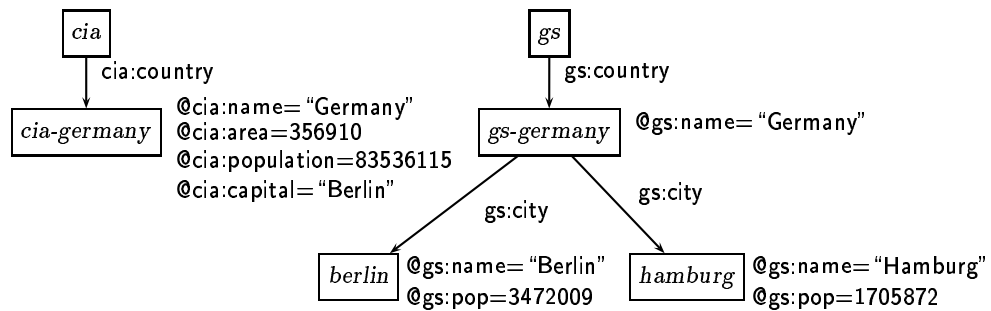 cia
gs
cia:country
gs:country
cia-germany
@cia:name= “Germany”
@cia:area=356910
@cia:population=83536115
@cia:capital= “Berlin”
gs-germany
@gs:name= “Germany”
gs:city
gs:city
berlin
@gs:name= “Berlin”
@gs:pop=3472009
hamburg
@gs:name= “Hamburg”
@gs:pop=1705872